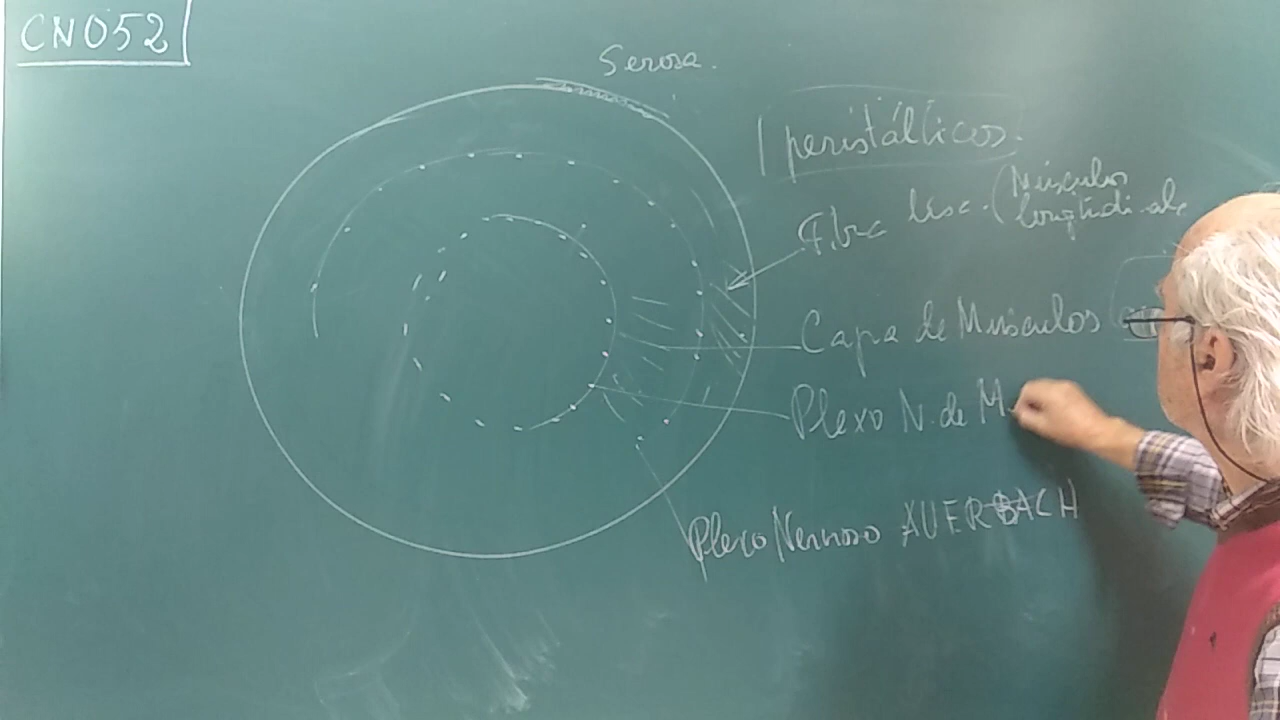 CN052
Serosa.
peristálticos.
Fibra lisa. (Músculos
longitudinales
Capa de Músculos
Plexo N. de M
Plexo Nervioso AUERBACH